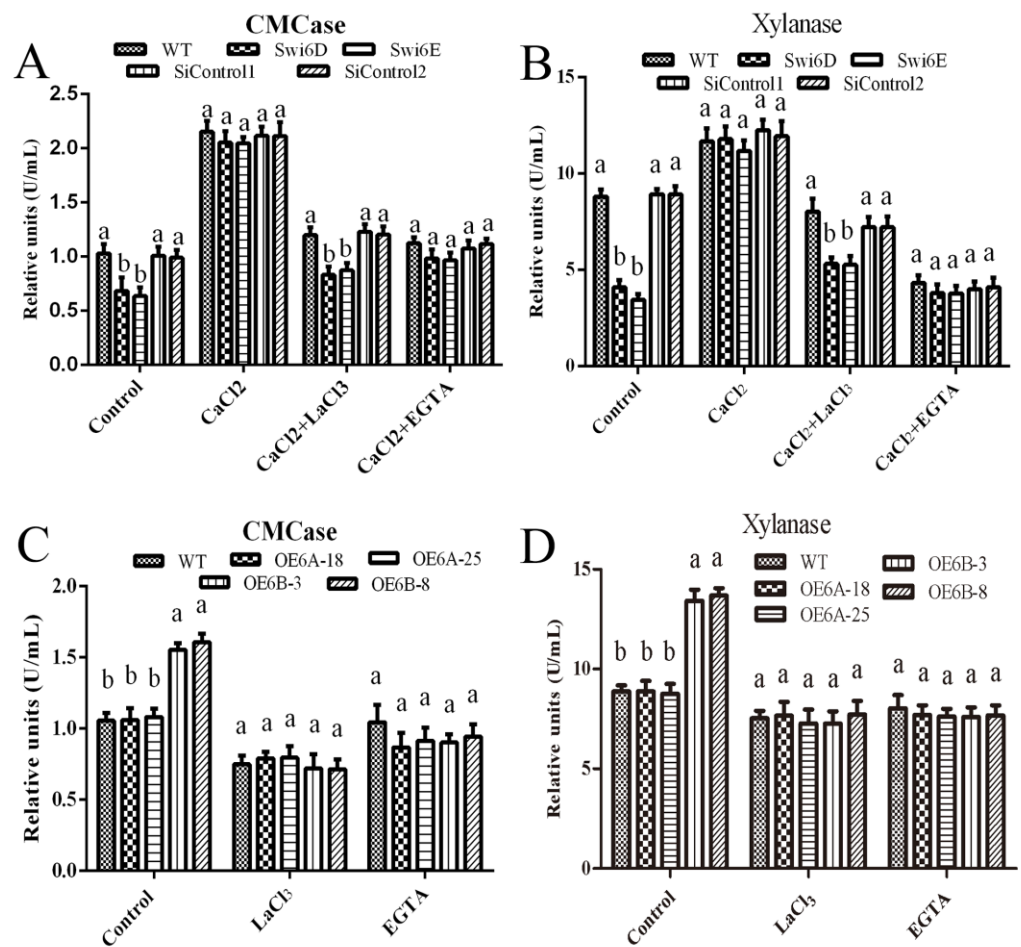 A
CMCase
WT Swi6D Swi6E
SiControl1 SiControl2
Relative units (U/mL)
2.5
2.0
1.5
1.0
0.5
0.0
a b b a a
a a a a a
a b b a a
a a a a a
Control
CaCl2
CaCl2+LaCl3
CaCl2+EGTA
B
Xylanase
WT Swi6D Swi6E
SiControl1 SiControl2
Relative units (U/mL)
15
10
5
0
a b b a a
a a a a a
a b b a a
a a a a a
Control
CaCl₂
CaCl₂+LaCl₃
CaCl₂+EGTA
C
CMCase
WT OE6A-18 OE6A-25
OE6B-3 OE6B-8
Relative units (U/mL)
2.0
1.5
1.0
0.5
0.0
b b b a a
a a a a a
a a a a a
Control
LaCl₃
EGTA
D
Xylanase
WT OE6B-3
OE6A-18 OE6B-8
OE6A-25
Relative units (U/mL)
15
10
5
0
b b b a a
a a a a a
a a a a a
Control
LaCl₃
EGTA